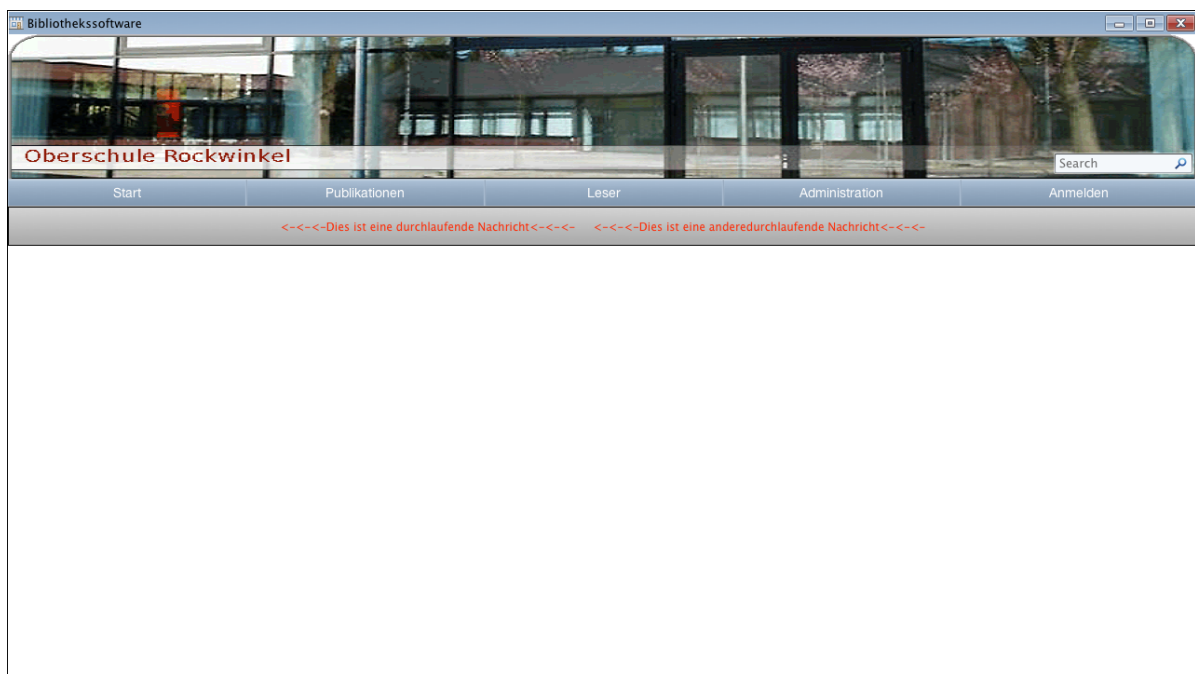 Bibliothekssoftware
Oberschule Rockwinkel
Search
Start Publikationen Leser Administration Anmelden
<-<-<-Dies ist eine durchlaufende Nachricht<-<-<- <-<-<-Dies ist eine anderedurchlaufende Nachricht<-<-<-